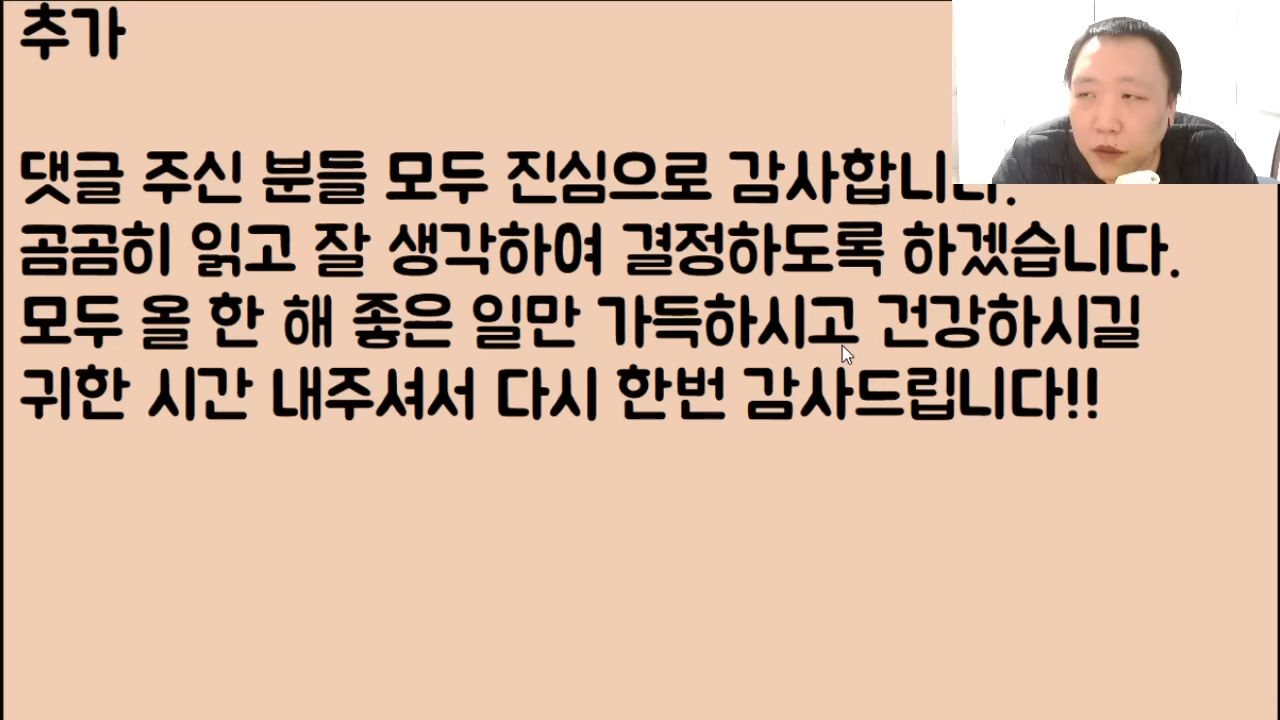 추가
댓글 주신 분들 모두 진심으로 감사합니다.
곰곰히 읽고 잘 생각하여 결정하도록 하겠습니다.
모두 올 한 해 좋은 일만 가득하시고 건강하시길
귀한 시간 내주셔서 다시 한번 감사드립니다!!